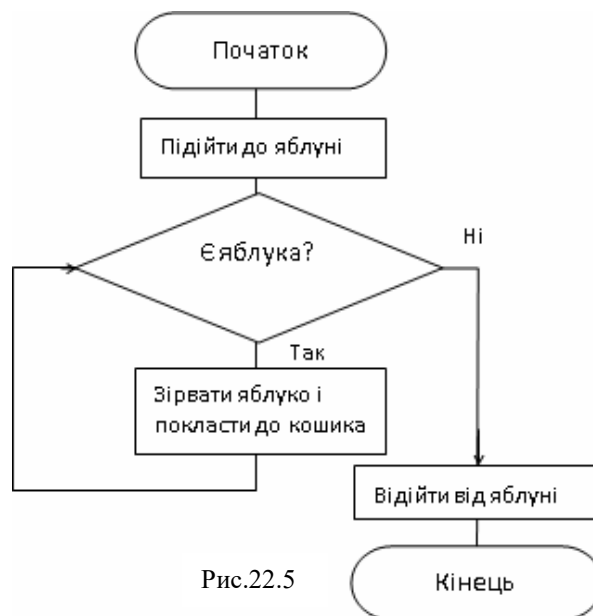 Початок
Підійти до яблуні
Є яблука?
Ні
Так
Зірвати яблуко і
покласти до кошика
Відійти від яблуні
Рис.22.5
Кінець